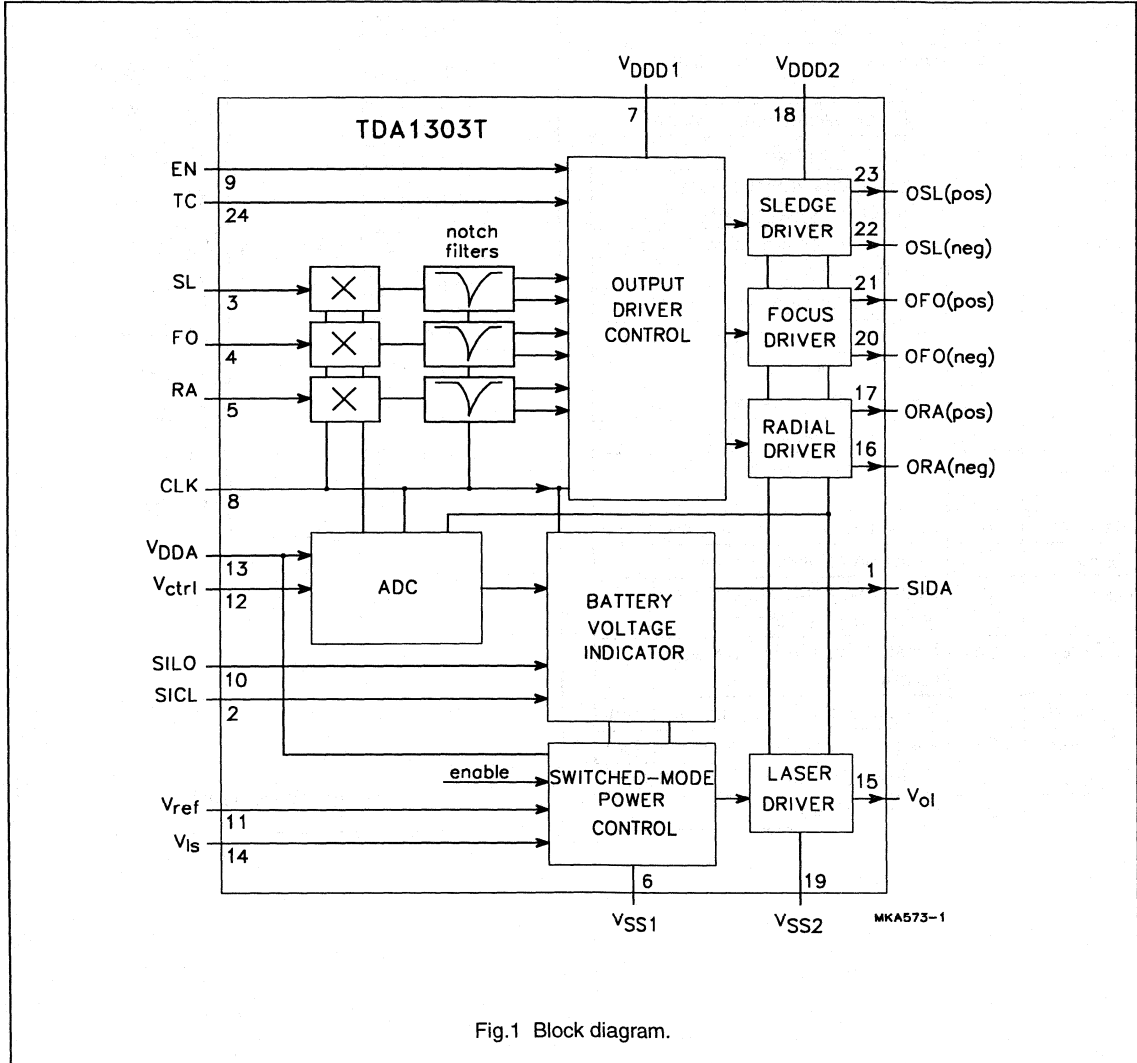 VDDD1
VDDD2
7
18
TDA1303T
EN
9
TC
24
notch
filters
SL
3
FO
4
RA
5
CLK
8
OUTPUT
DRIVER
CONTROL
SLEDGE
DRIVER
FOCUS
DRIVER
RADIAL
DRIVER
23
OSL(pos)
22
OSL(neg)
21
OFO(pos)
20
OFO(neg)
17
ORA(pos)
16
ORA(neg)
VDDA
13
Vctrl
12
ADC
BATTERY
VOLTAGE
INDICATOR
1
SIDA
SILO
10
SICL
2
enable
Vref
11
Vls
14
SWITCHED-MODE
POWER
CONTROL
LASER
DRIVER
15
Vol
6
19
VSS1
VSS2
MKA573-1
Fig.1 Block diagram.